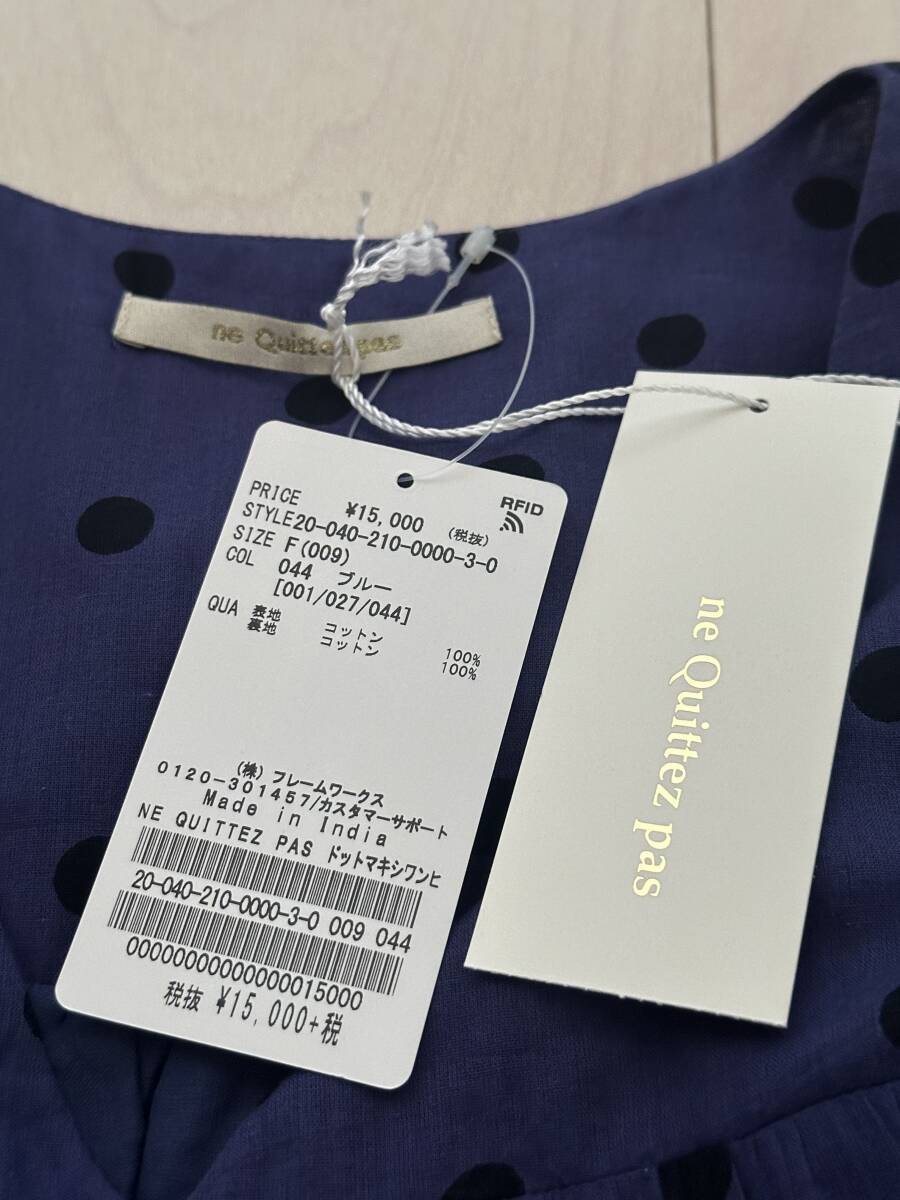 ne Quittez pas
RFID
PRICE ¥15,000 (税抜)
STYLE20-040-210-0000-3-0
SIZE F(009)
COL 044 ブルー
[001/027/044]
QUA 表地 コットン 100%
裏地 コットン 100%
(株)フレームワークス
0120-301457/カスタマーサポート
Made in India
NE QUITTEZ PAS ドットマキシワンピ
20-040-210-0000-3-0 009 044
0000000000000015000
税抜 ¥15,000+税
ne Quittez pas